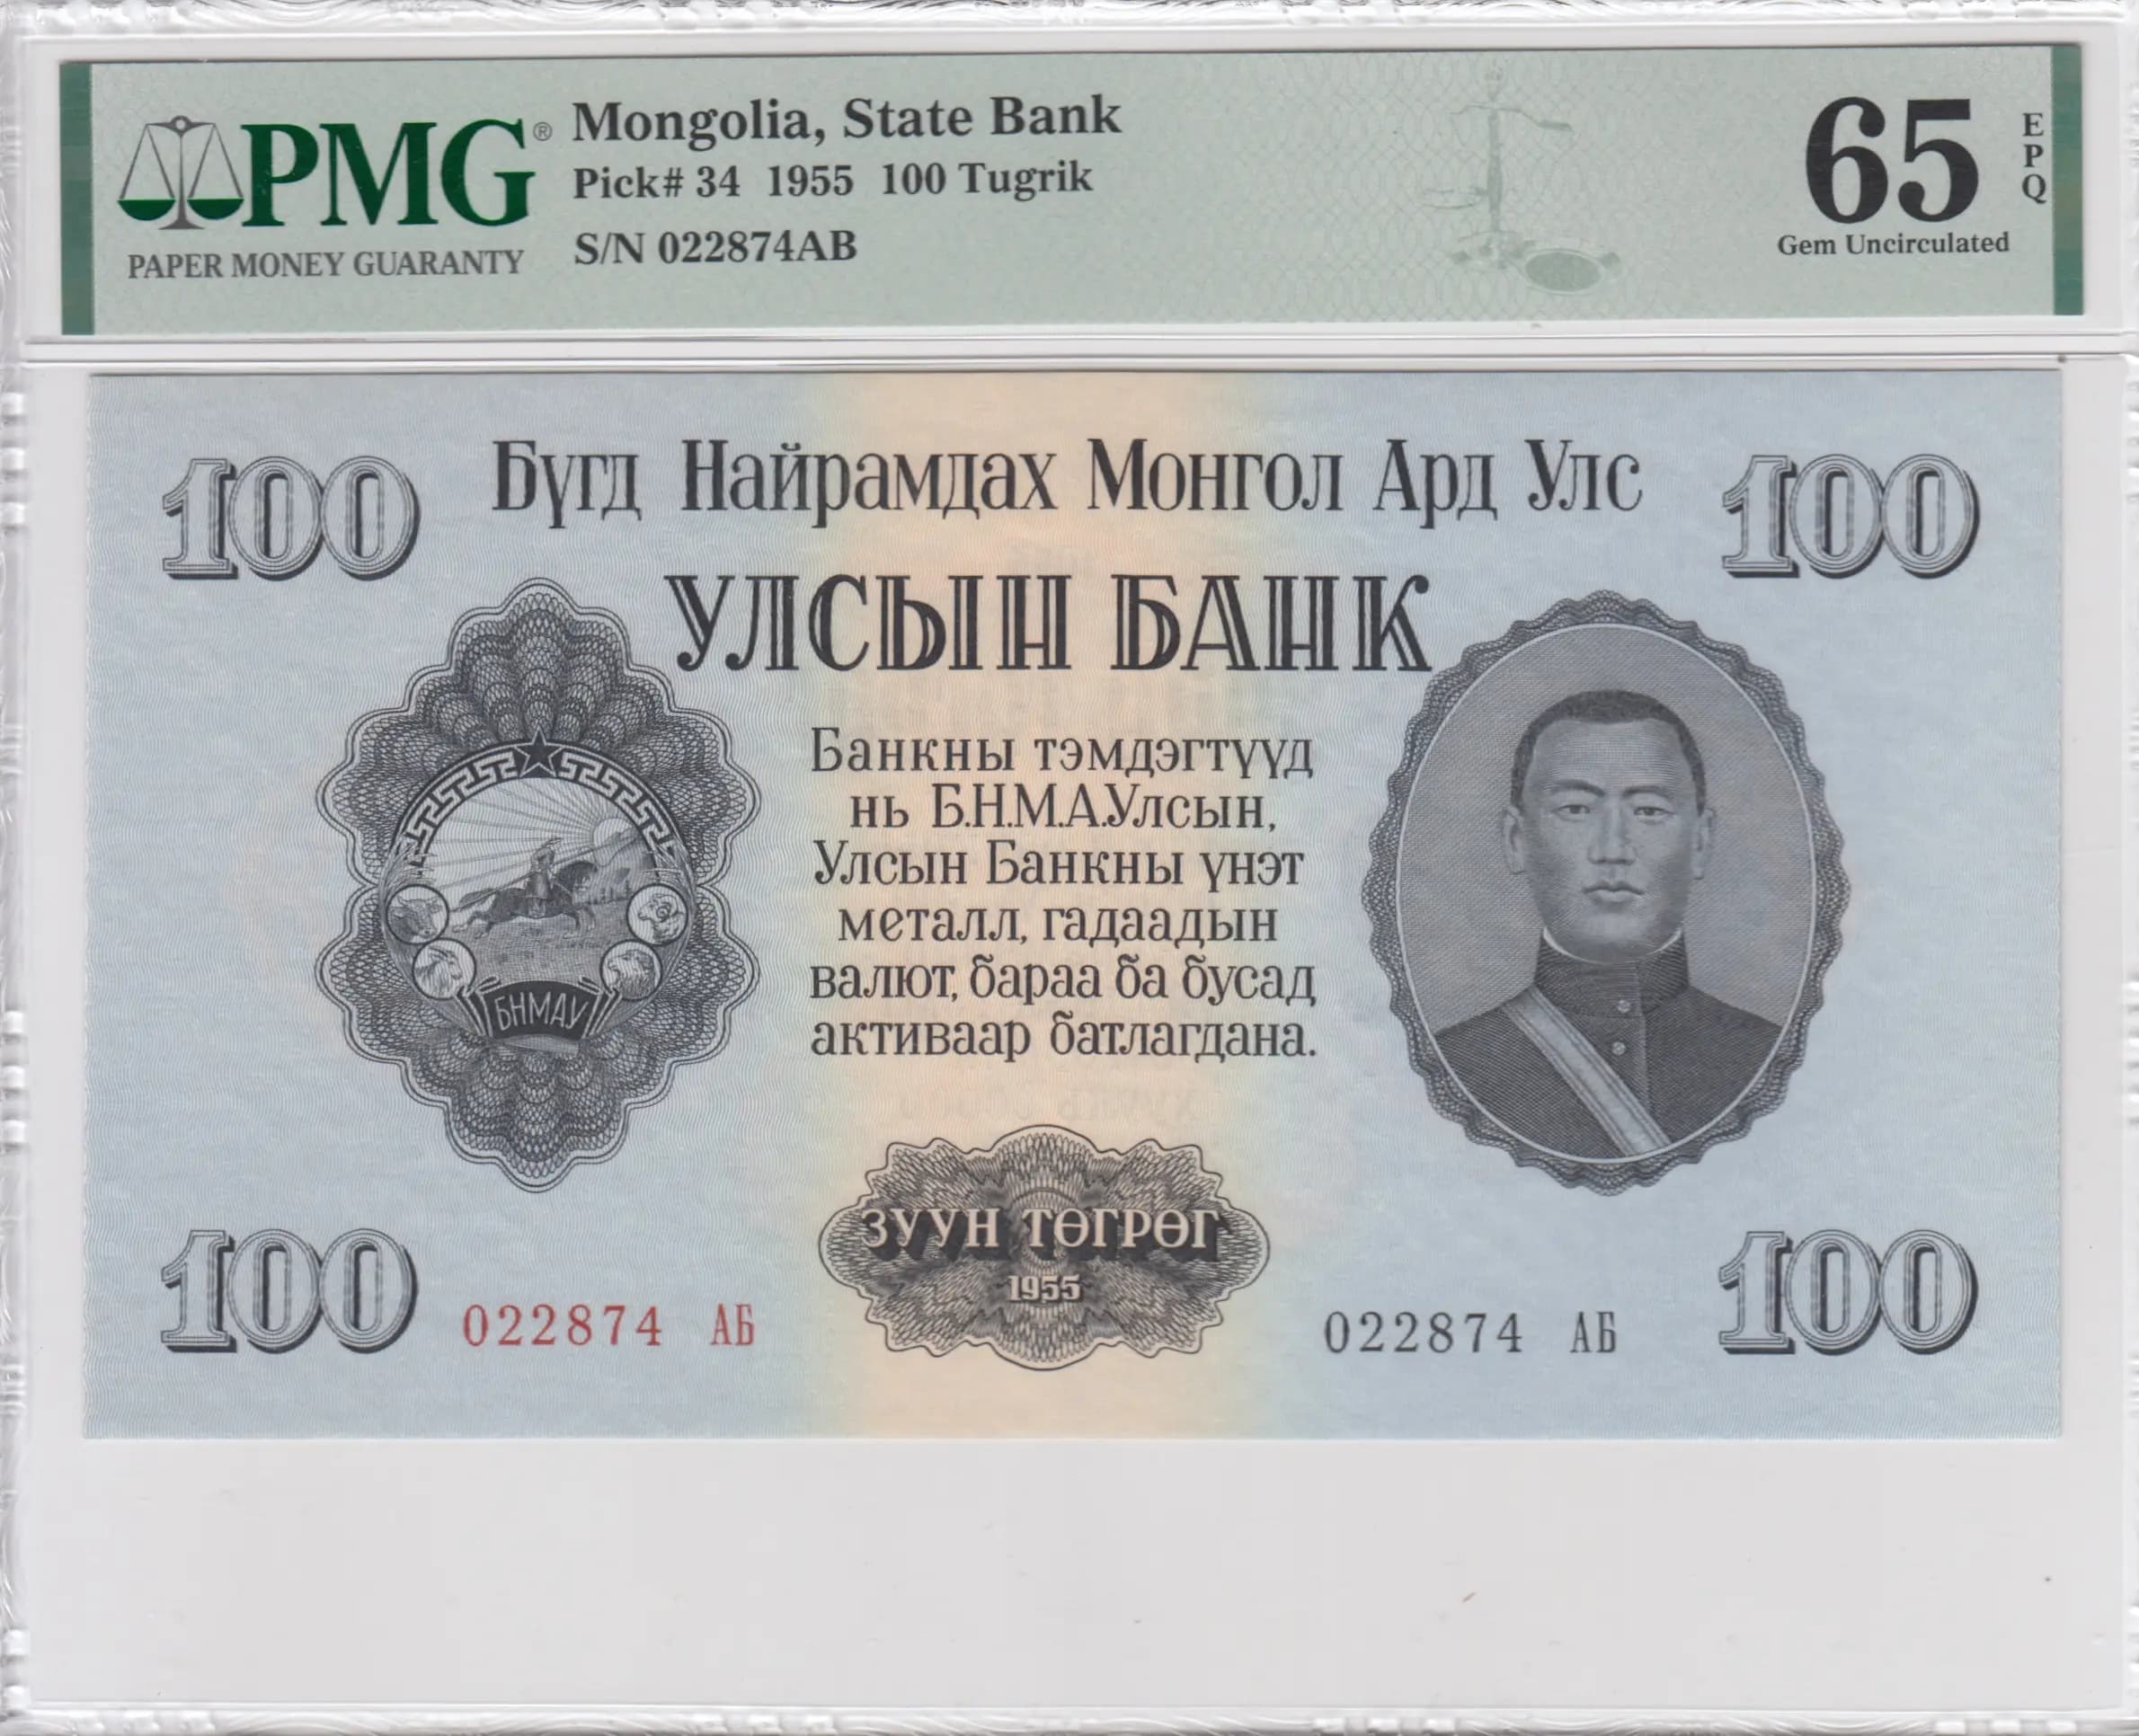 PMG®
PAPER MONEY GUARANTY
Mongolia, State Bank
Pick# 34 1955 100 Tugrik
S/N 022874AB
65
EPQ
Gem Uncirculated
100
Бүгд Найрамдах Монгол Ард Улс
100
УЛСЫН БАНК
Банкны тэмдэгтүүд
нь Б.Н.М.А.Улсын,
Улсын Банкны үнэт
металл, гадаадын
валют, бараа ба бусад
активаар батлагдана.
БНМАУ
ЗУУН ТӨГРӨГ
1955
100
022874 АБ
022874 АБ
100